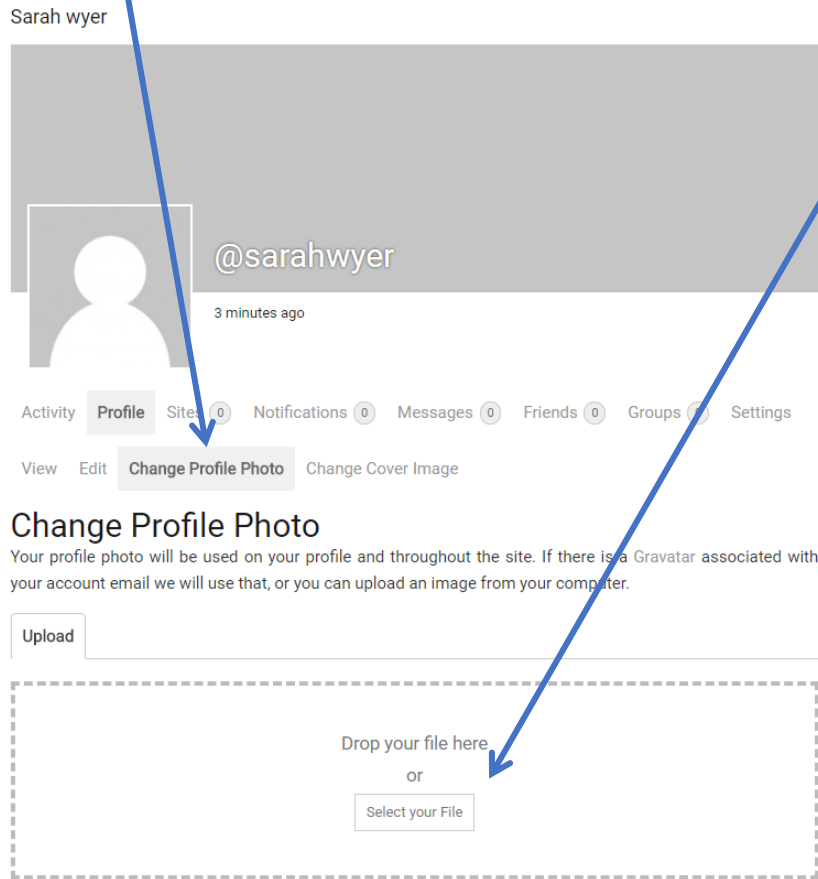 Sarah wyer
@sarahwyer
3 minutes ago
Activity Profile Sites 0 Notifications 0 Messages 0 Friends 0 Groups 0 Settings
View Edit Change Profile Photo Change Cover Image
Change Profile Photo
Your profile photo will be used on your profile and throughout the site. If there is a Gravatar associated with
your account email we will use that, or you can upload an image from your computer.
Upload
Drop your file here
or
Select your File